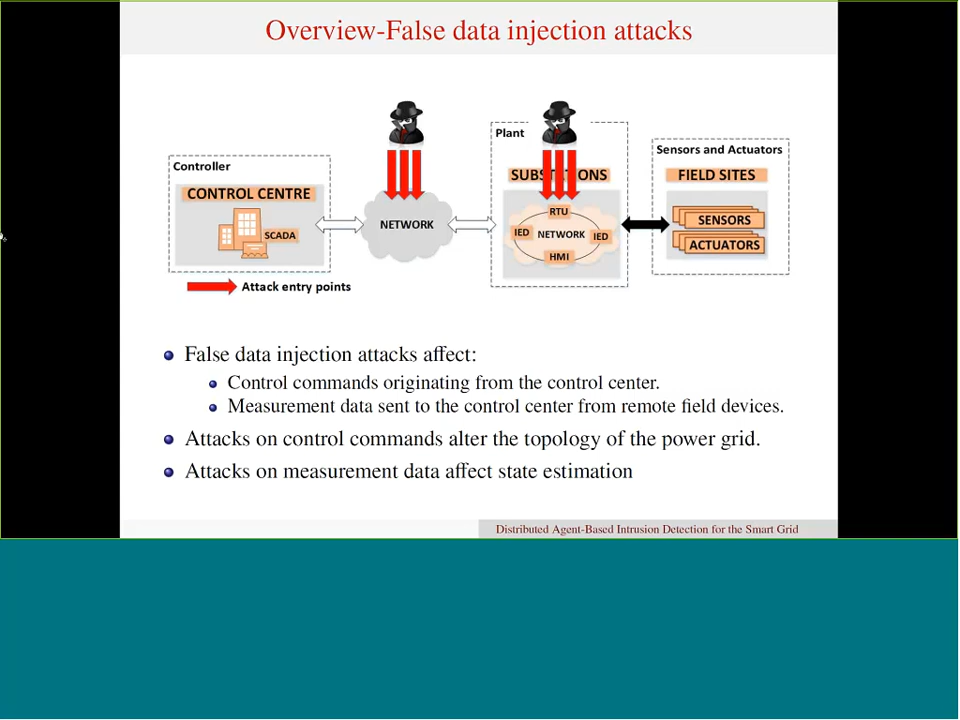 Overview-False data injection attacks
Plant
Controller
Sensors and Actuators
CONTROL CENTRE
SUBSTATIONS
FIELD SITES
SCADA
NETWORK
RTU
IED
NETWORK
IED
HMI
SENSORS
ACTUATORS
Attack entry points
False data injection attacks affect:
Control commands originating from the control center.
Measurement data sent to the control center from remote field devices.
Attacks on control commands alter the topology of the power grid.
Attacks on measurement data affect state estimation
Distributed Agent-Based Intrusion Detection for the Smart Grid